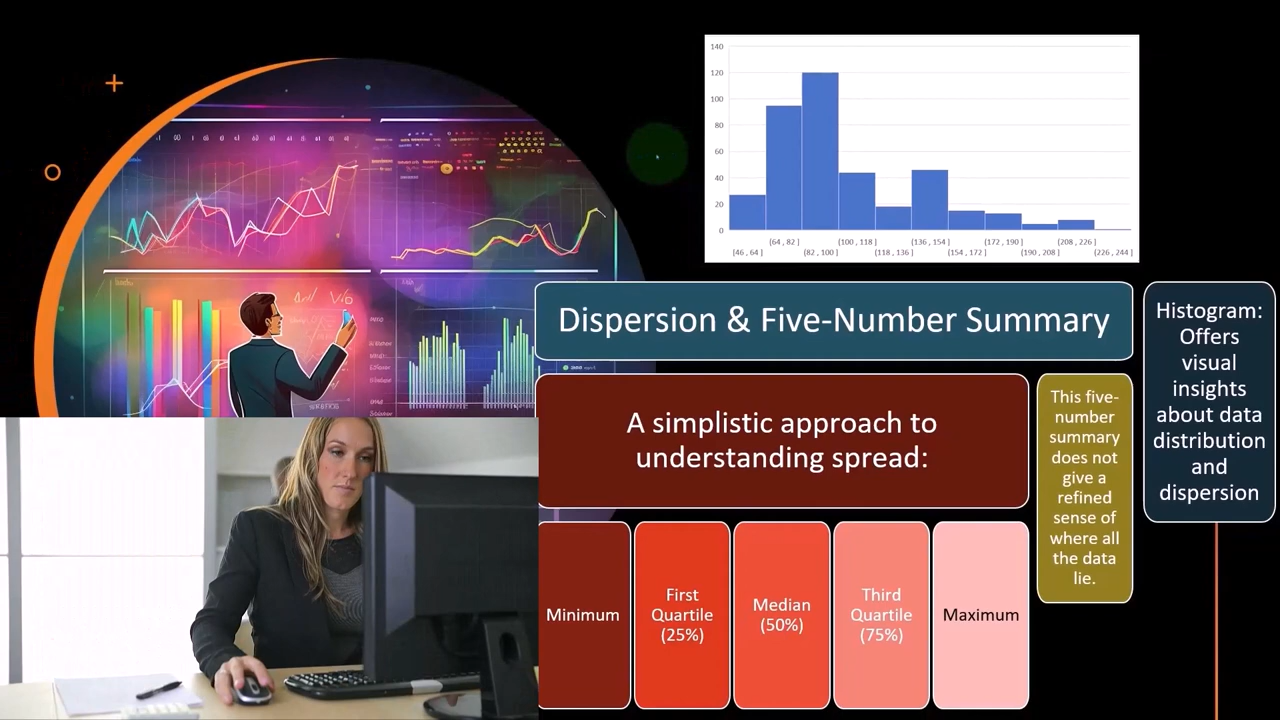 140
120
100
80
60
40
20
0
[46 , 64 ]
(64 , 82 ]
(82 , 100 ]
(100 , 118 ]
(118 , 136 ]
(136 , 154 ]
(154 , 172 ]
(172 , 190 ]
(190 , 208 ]
(208 , 226 ]
(226 , 244 ]
Dispersion & Five-Number Summary
A simplistic approach to
understanding spread:
Minimum
First
Quartile
(25%)
Median
(50%)
Third
Quartile
(75%)
Maximum
This five-
number
summary
does not
give a
refined
sense of
where all
the data
lie.
Histogram:
Offers
visual
insights
about data
distribution
and
dispersion